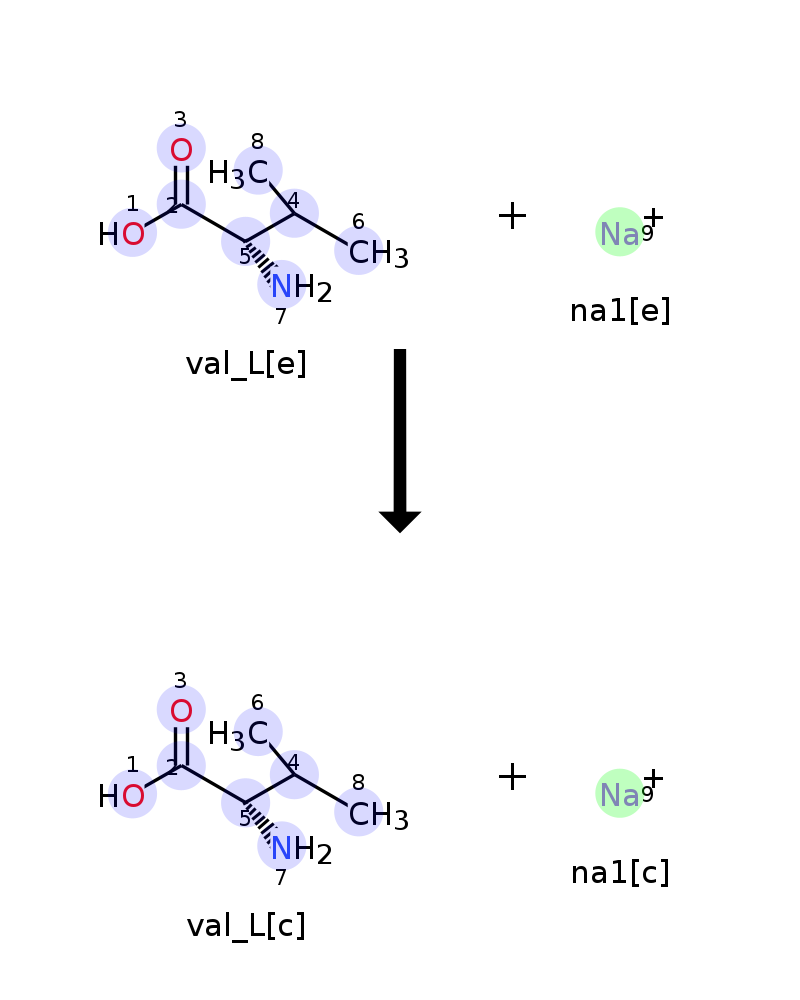 3
O
8
H3C
1
2
4
6
HO
5
CH3
NH2
7
+
Na+
9
na1[e]
val_L[e]
3
O
6
H3C
1
2
4
8
HO
5
CH3
NH2
7
+
Na+
9
na1[c]
val_L[c]